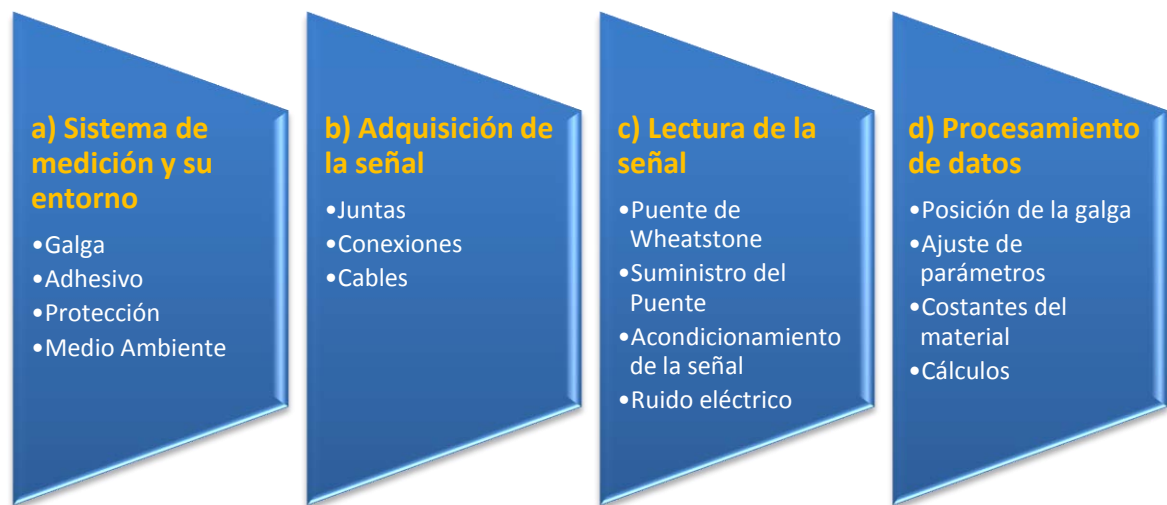 a) Sistema de
medición y su
entorno
•Galga
•Adhesivo
•Protección
•Medio Ambiente
b) Adquisición de
la señal
•Juntas
•Conexiones
•Cables
c) Lectura de la
señal
•Puente de
Wheatstone
•Suministro del
Puente
•Acondicionamiento
de la señal
•Ruido eléctrico
d) Procesamiento
de datos
•Posición de la galga
•Ajuste de
parámetros
•Costantes del
material
•Cálculos